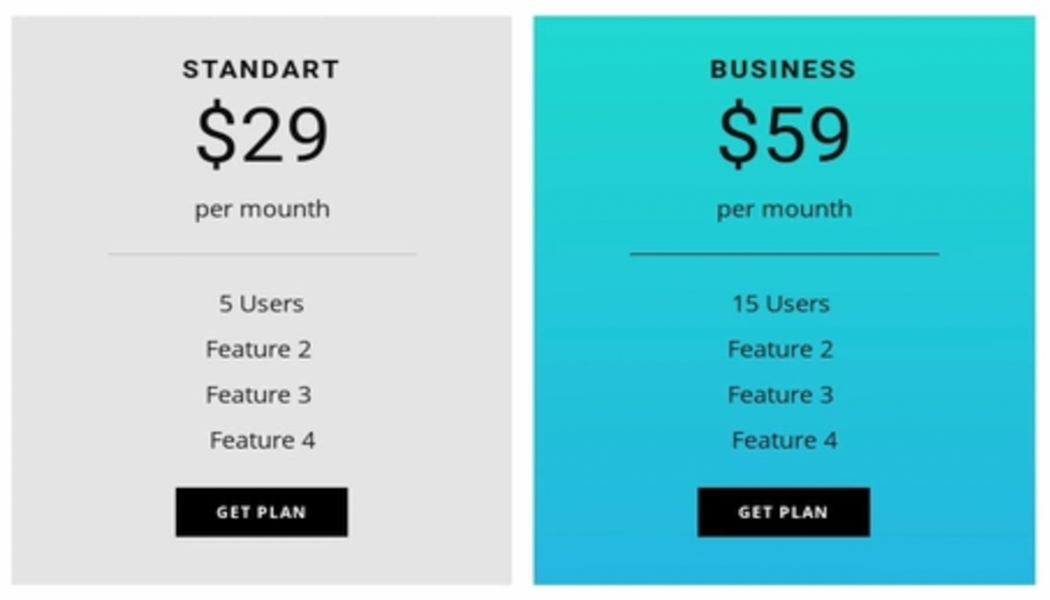 STANDART
$29
per mounth
5 Users
Feature 2
Feature 3
Feature 4
GET PLAN
BUSINESS
$59
per mounth
15 Users
Feature 2
Feature 3
Feature 4
GET PLAN